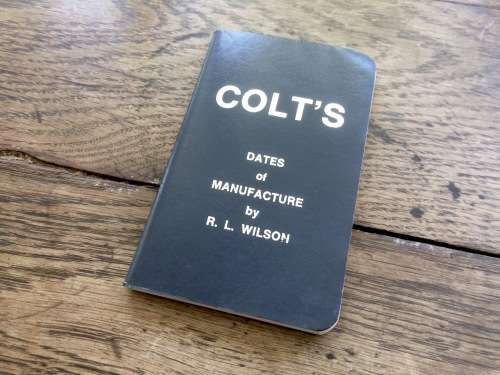 COLT'S
DATES
of
MANUFACTURE
by
R. L. WILSON